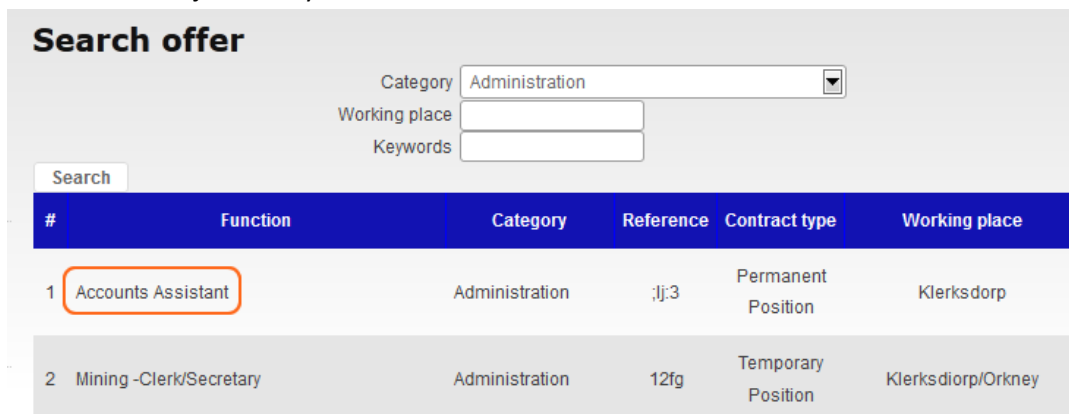 Search offer
Category Administration
Working place
Keywords
Search
# Function Category Reference Contract type Working place
1 Accounts Assistant Administration ;lj:3 Permanent Position Klerksdorp
2 Mining -Clerk/Secretary Administration 12fg Temporary Position Klerksdiorp/Orkney